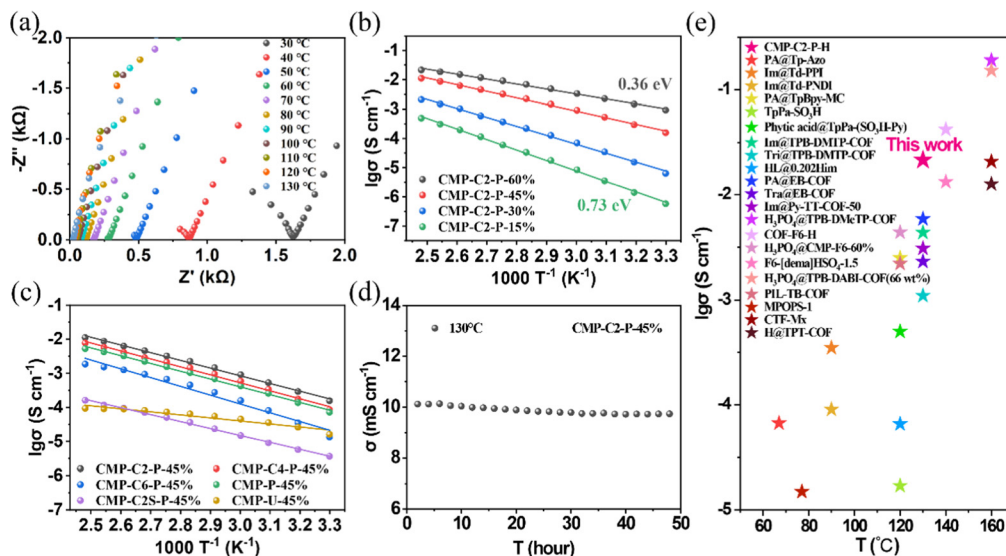 (a)
-2.0
-1.5
-1.0
-0.5
0.0
-Z'' (kΩ)
0.0
0.5
1.0
1.5
2.0
Z' (kΩ)
30 °C
40 °C
50 °C
60 °C
70 °C
80 °C
90 °C
100 °C
110 °C
120 °C
130 °C
(b)
-1
-2
-3
-4
-5
-6
-7
lgσ (S cm⁻¹)
0.36 eV
CMP-C2-P-60%
CMP-C2-P-45%
CMP-C2-P-30%
CMP-C2-P-15%
0.73 eV
2.5 2.6 2.7 2.8 2.9 3.0 3.1 3.2 3.3
1000 T⁻¹ (K⁻¹)
(c)
-1
-2
-3
-4
-5
-6
-7
lgσ (S cm⁻¹)
CMP-C2-P-45%
CMP-C4-P-45%
CMP-C6-P-45%
CMP-P-45%
CMP-C2S-P-45%
CMP-U-45%
2.5 2.6 2.7 2.8 2.9 3.0 3.1 3.2 3.3
1000 T⁻¹ (K⁻¹)
(d)
14
12
10
8
6
σ (mS cm⁻¹)
130°C
CMP-C2-P-45%
0 10 20 30 40 50
T (hour)
(e)
-1
-2
-3
-4
-5
lgσ (S cm⁻¹)
CMP-C2-P-H
PA@Tp-Azo
Im@Td-PPI
Im@Td-PNDI
PA@TpBpy-MC
TpPa-SO₃H
Phytic acid@TpPa-(SO₃H-Py)
Im@TPB-DMTP-COF
Tri@TPB-DMTP-COF
HL@0.202Him
PA@EB-COF
Tra@EB-COF
Im@Py-TT-COF-50
H₃PO₄@TPB-DMeTP-COF
COF-F6-H
H₃PO₄@CMP-F6-60%
F6-[dema]HSO₄-1.5
H₃PO₄@TPB-DABI-COF(66 wt%)
PIL-TB-COF
MPOPS-1
CTF-Mx
H@TPT-COF
This work
60 80 100 120 140 160
T (°C)